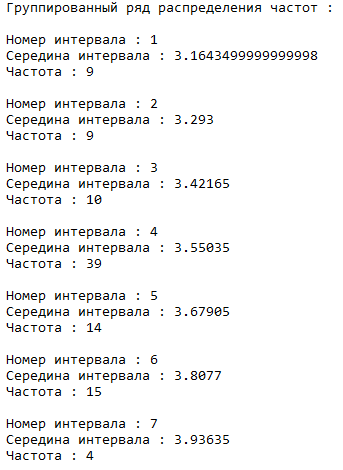 Группированный ряд распределения частот :
Номер интервала : 1
Середина интервала : 3.1643499999999998
Частота : 9
Номер интервала : 2
Середина интервала : 3.293
Частота : 9
Номер интервала : 3
Середина интервала : 3.42165
Частота : 10
Номер интервала : 4
Середина интервала : 3.55035
Частота : 39
Номер интервала : 5
Середина интервала : 3.67905
Частота : 14
Номер интервала : 6
Середина интервала : 3.8077
Частота : 15
Номер интервала : 7
Середина интервала : 3.93635
Частота : 4